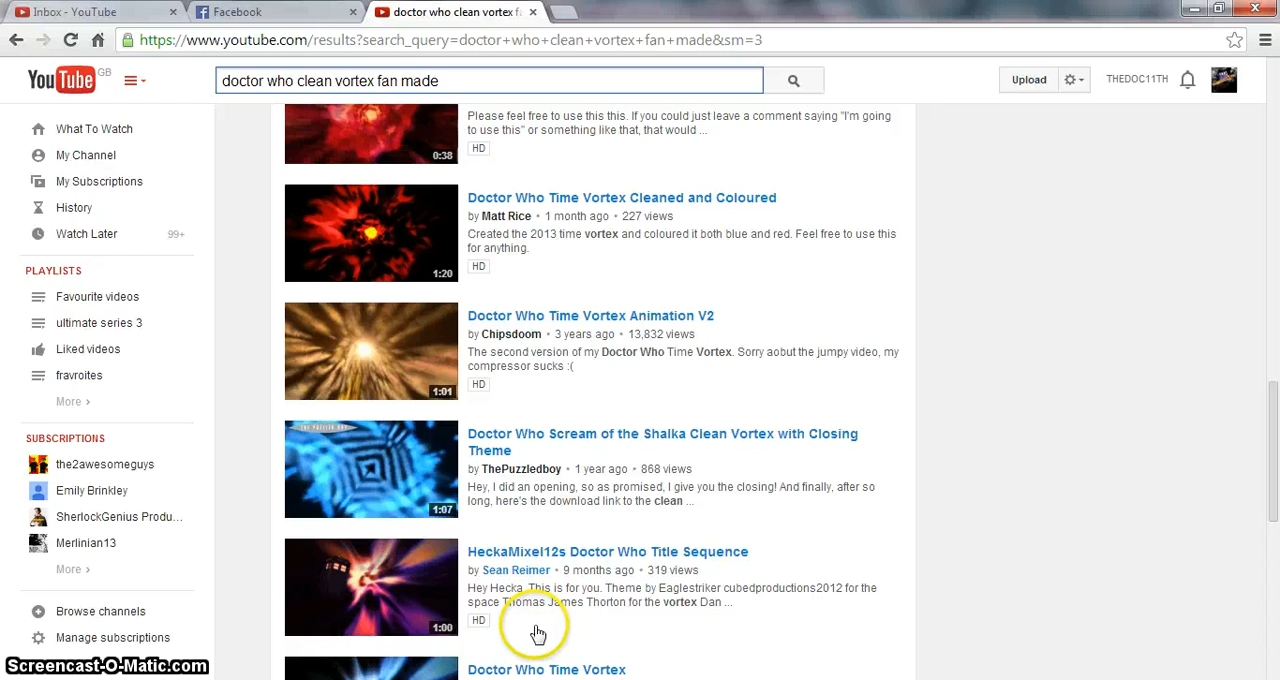 Inbox - YouTube
Facebook
doctor who clean vortex f
https://www.youtube.com/results?search_query=doctor+who+clean+vortex+fan+made&sm=3
YouTube GB
doctor who clean vortex fan made
Upload
THEDOC11TH
What To Watch
My Channel
My Subscriptions
History
Watch Later 99+
PLAYLISTS
Favourite videos
ultimate series 3
Liked videos
fravroites
More ›
SUBSCRIPTIONS
the2awesomeguys
Emily Brinkley
SherlockGenius Produ...
Merlinian13
More ›
Browse channels
Manage subscriptions
Please feel free to use this this. If you could just leave a comment saying "I'm going
to use this" or something like that, that would ...
HD
0:38
Doctor Who Time Vortex Cleaned and Coloured
by Matt Rice • 1 month ago • 227 views
Created the 2013 time vortex and coloured it both blue and red. Feel free to use this
for anything.
HD
1:20
Doctor Who Time Vortex Animation V2
by Chipsdoom • 3 years ago • 13,832 views
The second version of my Doctor Who Time Vortex. Sorry aobut the jumpy video, my
compressor sucks :(
HD
1:01
Doctor Who Scream of the Shalka Clean Vortex with Closing
Theme
by ThePuzzledboy • 1 year ago • 868 views
Hey, I did an opening, so as promised, I give you the closing! And finally, after so
long, here's the download link to the clean ...
1:07
HeckaMixel12s Doctor Who Title Sequence
by Sean Reimer • 9 months ago • 319 views
Hey Hecka. This is for you. Theme by Eaglestriker cubedproductions2012 for the
space Thomas James Thorton for the vortex Dan ...
HD
1:00
Doctor Who Time Vortex
Screencast-O-Matic.com